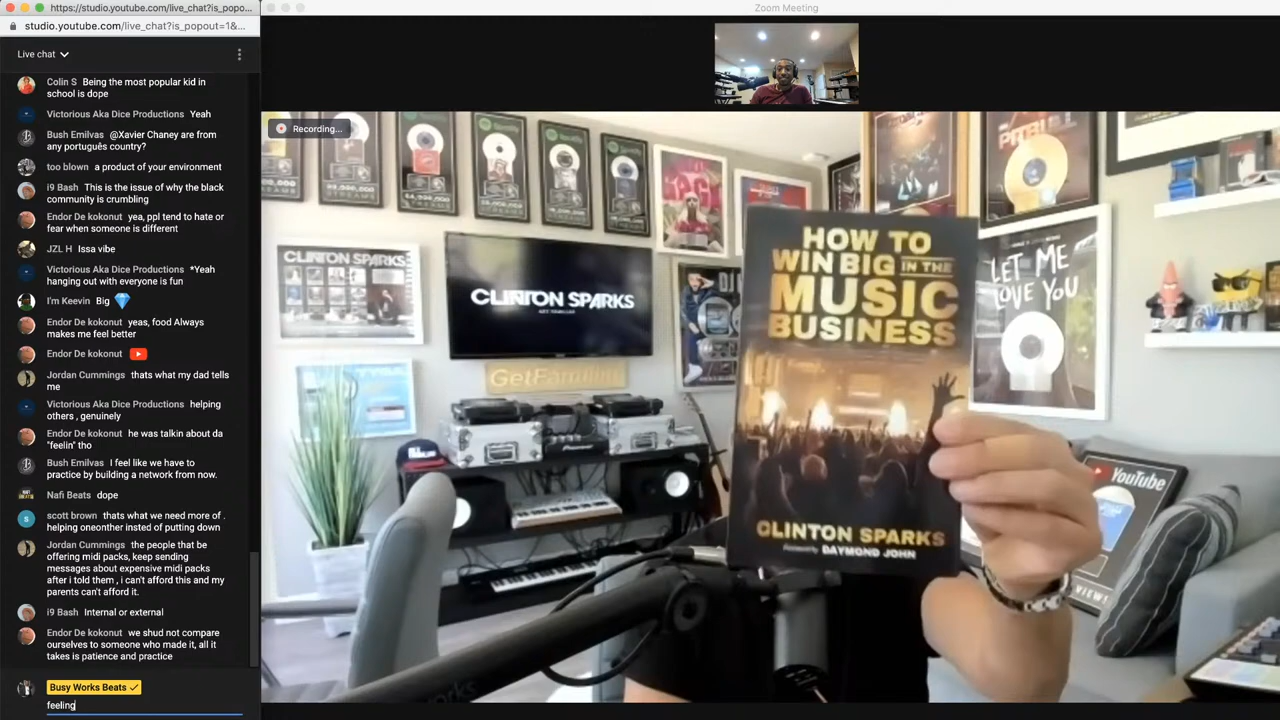 https://studio.youtube.com/live_chat?is_popo...
studio.youtube.com/live_chat?is_popout=1&...
Live chat
Colin S Being the most popular kid in
school is dope
Victorious Aka Dice Productions Yeah
Bush Emilvas @Xavier Chaney are from
any português country?
too blown a product of your environment
i9 Bash This is the issue of why the black
community is crumbling
Endor De kokonut yea, ppl tend to hate or
fear when someone is different
JZL H Issa vibe
Victorious Aka Dice Productions *Yeah
hanging out with everyone is fun
I'm Keevin Big
Endor De kokonut yeas, food Always
makes me feel better
Endor De kokonut
Jordan Cummings thats what my dad tells
me
Victorious Aka Dice Productions helping
others , genuinely
Endor De kokonut he was talkin about da
"feelin" tho
Bush Emilvas I feel like we have to
practice by building a network from now.
Nafi Beats dope
scott brown thats what we need more of .
helping oneonther insted of putting down
Jordan Cummings the people that be
offering midi packs, keep sending
messages about expensive midi packs
after i told them , i can't afford this and my
parents can't afford it.
i9 Bash Internal or external
Endor De kokonut we shud not compare
ourselves to someone who made it, all it
takes is patience and practice
Busy Works Beats
feeling
Zoom Meeting
Recording...
PITBULL
CLINTON SPARKS
CLINTON SPARKS
GetFamiliar
DJ
HOW TO
WIN BIG IN THE
MUSIC
BUSINESS
CLINTON SPARKS
Foreword by DAYMOND JOHN
LET ME
LOVE YOU
YouTube
VIEW!